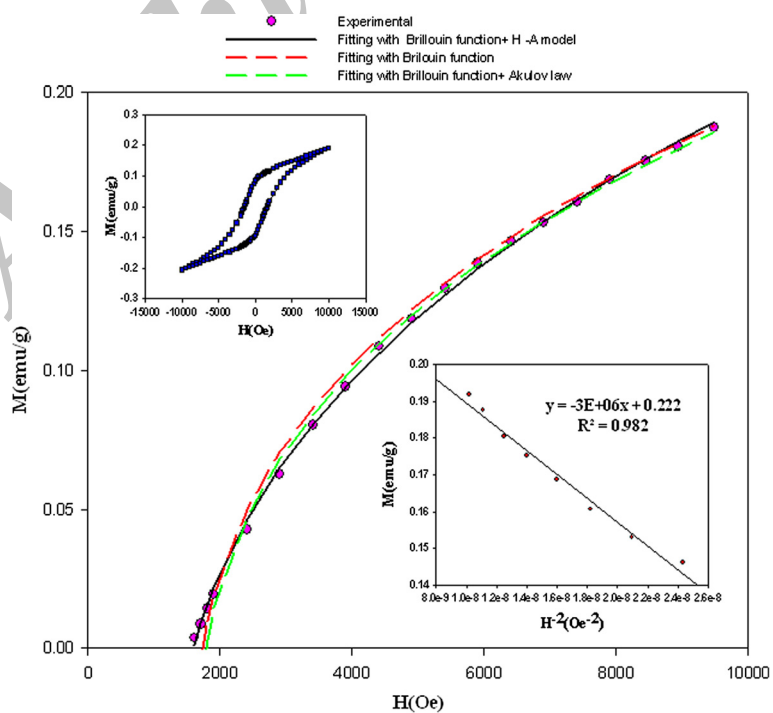 Experimental
Fitting with Brillouin function+ H -A model
Fitting with Brilouin function
Fitting with Brillouin function+ Akulov law
0.20
0.15
0.10
0.05
0.00
M(emu/g)
0 2000 4000 6000 8000 10000
H(Oe)
0.3
0.2
0.1
0.0
-0.1
-0.2
-0.3
M(emu/g)
-15000 -10000 -5000 0 5000 10000 15000
H(Oe)
0.20
0.19
0.18
0.17
0.16
0.15
0.14
M(emu/g)
y = -3E+06x + 0.222
R² = 0.982
8.0e-9 1.0e-8 1.2e-8 1.4e-8 1.6e-8 1.8e-8 2.0e-8 2.2e-8 2.4e-8 2.6e-8
H⁻²(Oe⁻²)